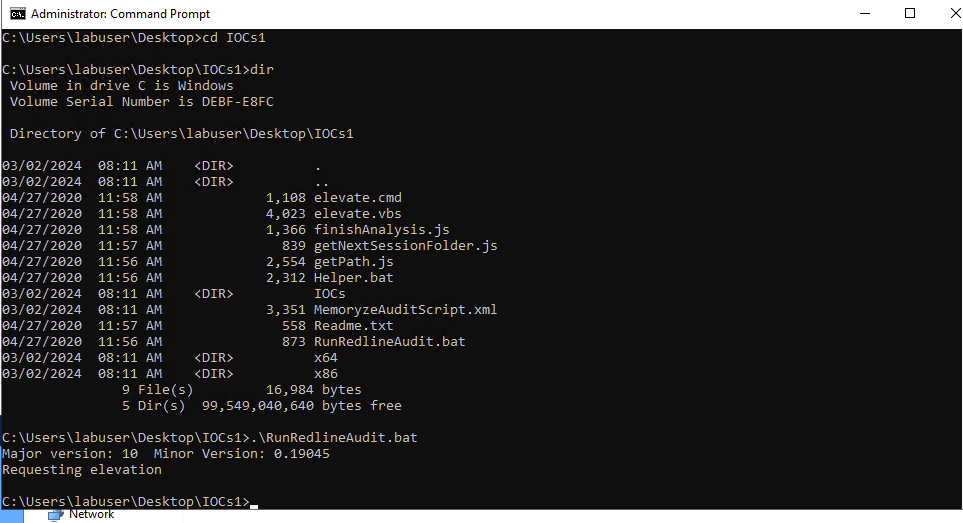 Administrator: Command Prompt
C:\Users\labuser\Desktop>cd IOCs1
C:\Users\labuser\Desktop\IOCs1>dir
 Volume in drive C is Windows
 Volume Serial Number is DEBF-E8FC
 Directory of C:\Users\labuser\Desktop\IOCs1
03/02/2024  08:11 AM    <DIR>          .
03/02/2024  08:11 AM    <DIR>          ..
04/27/2020  11:58 AM             1,108 elevate.cmd
04/27/2020  11:58 AM             4,023 elevate.vbs
04/27/2020  11:58 AM             1,366 finishAnalysis.js
04/27/2020  11:57 AM               839 getNextSessionFolder.js
04/27/2020  11:56 AM             2,554 getPath.js
04/27/2020  11:56 AM             2,312 Helper.bat
03/02/2024  08:11 AM    <DIR>          IOCs
03/02/2024  08:11 AM             3,351 MemoryzeAuditScript.xml
04/27/2020  11:57 AM               558 Readme.txt
04/27/2020  11:56 AM               873 RunRedlineAudit.bat
03/02/2024  08:11 AM    <DIR>          x64
03/02/2024  08:11 AM    <DIR>          x86
               9 File(s)         16,984 bytes
               5 Dir(s)  99,549,040,640 bytes free
C:\Users\labuser\Desktop\IOCs1>.\RunRedlineAudit.bat
Major version: 10  Minor Version: 0.19045
Requesting elevation
C:\Users\labuser\Desktop\IOCs1>
Network